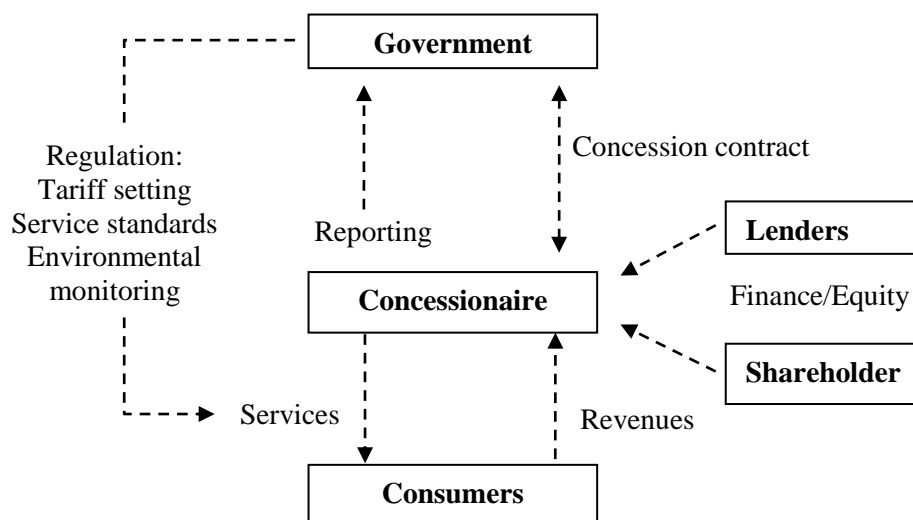 Government
Regulation:
Tariff setting
Service standards
Environmental
monitoring
Concession contract
Reporting
Lenders
Concessionaire
Finance/Equity
Shareholder
Services
Revenues
Consumers